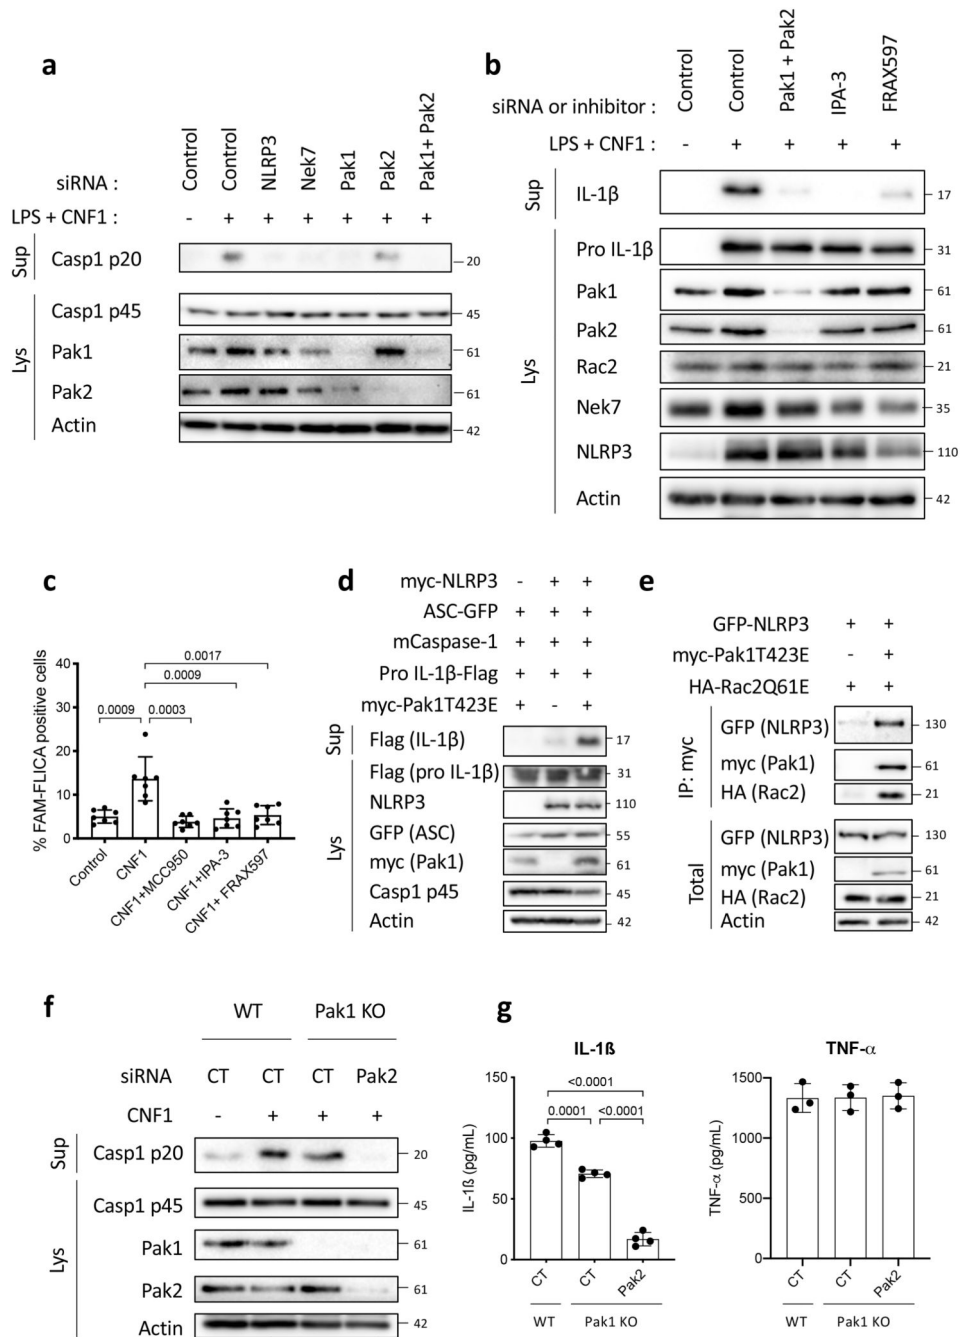 a
siRNA :
Control
Control
NLRP3
Nek7
Pak1
Pak2
Pak1+ Pak2
LPS + CNF1 : - + + + + + +
Sup
Casp1 p20
20
Lys
Casp1 p45
45
Pak1
61
Pak2
61
Actin
42
b
siRNA or inhibitor :
Control
Control
Pak1 + Pak2
IPA-3
FRAX597
LPS + CNF1 : - + + + +
Sup
IL-1β
17
Lys
Pro IL-1β
31
Pak1
61
Pak2
61
Rac2
21
Nek7
35
NLRP3
110
Actin
42
c
% FAM-FLICA positive cells
40
30
20
10
0
0.0017
0.0009
0.0009
0.0003
Control
CNF1
CNF1+MCC950
CNF1+IPA-3
CNF1+ FRAX597
d
myc-NLRP3 - + +
ASC-GFP + + +
mCaspase-1 + + +
Pro IL-1β-Flag + + +
myc-Pak1T423E + - +
Sup
Flag (IL-1β)
17
Lys
Flag (pro IL-1β)
31
NLRP3
110
GFP (ASC)
55
myc (Pak1)
61
Casp1 p45
45
Actin
42
e
GFP-NLRP3 + +
myc-Pak1T423E - +
HA-Rac2Q61E + +
IP: myc
GFP (NLRP3)
130
myc (Pak1)
61
HA (Rac2)
21
Total
GFP (NLRP3)
130
myc (Pak1)
61
HA (Rac2)
21
Actin
42
f
WT Pak1 KO
siRNA CT CT CT Pak2
CNF1 - + + +
Sup
Casp1 p20
20
Lys
Casp1 p45
45
Pak1
61
Pak2
61
Actin
42
g
IL-1ß
IL-1ß (pg/mL)
150
100
50
0
<0.0001
0.0001 <0.0001
CT CT Pak2
WT Pak1 KO
TNF-α
TNF-α (pg/mL)
1500
1000
500
0
CT CT Pak2
WT Pak1 KO